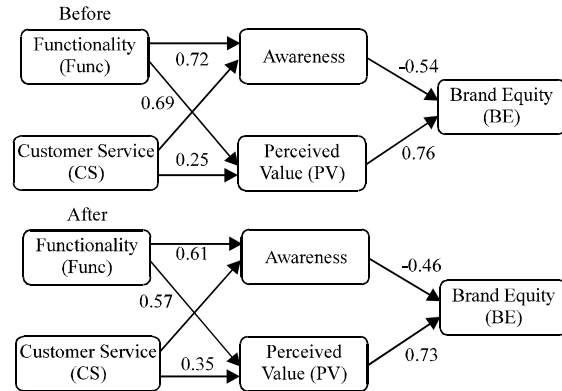 Before
Functionality
(Func)
0.72
Awareness
-0.54
Brand Equity
(BE)
0.69
Customer Service
(CS)
0.25
Perceived
Value (PV)
0.76
After
Functionality
(Func)
0.61
Awareness
-0.46
Brand Equity
(BE)
0.57
Customer Service
(CS)
0.35
Perceived
Value (PV)
0.73